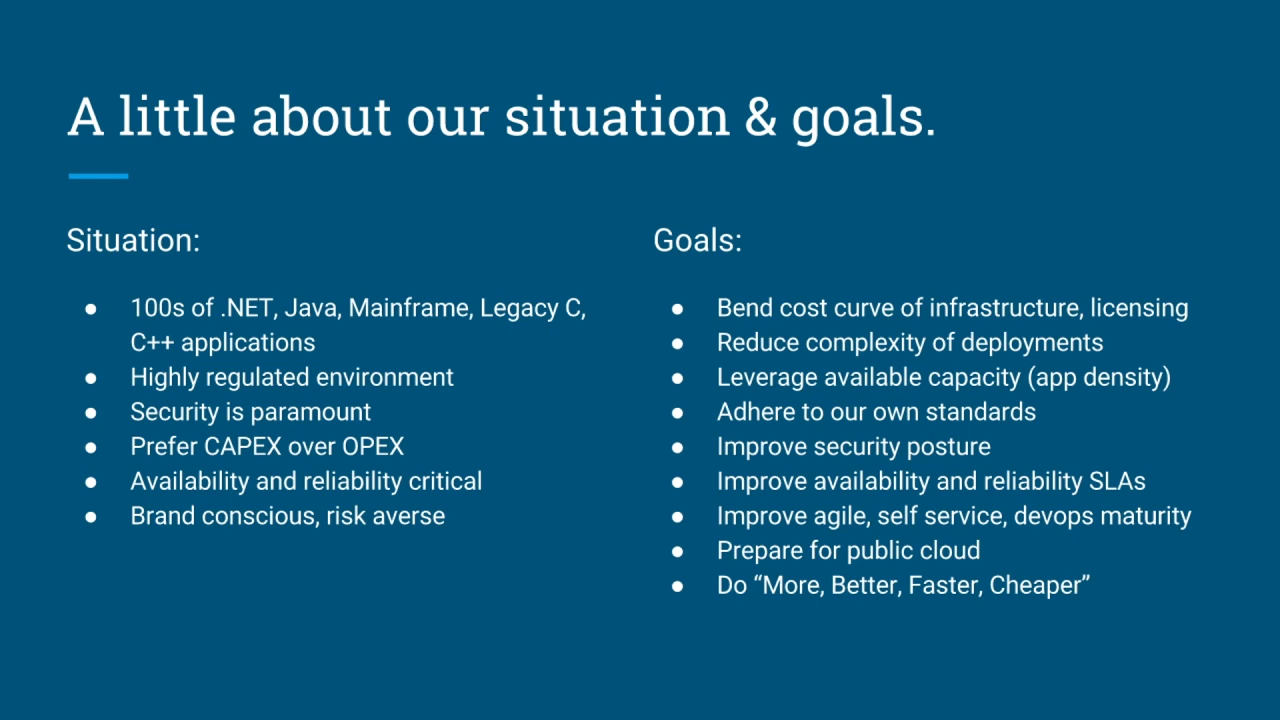 A little about our situation & goals.
Situation:
● 100s of .NET, Java, Mainframe, Legacy C,
C++ applications
● Highly regulated environment
● Security is paramount
● Prefer CAPEX over OPEX
● Availability and reliability critical
● Brand conscious, risk averse
Goals:
● Bend cost curve of infrastructure, licensing
● Reduce complexity of deployments
● Leverage available capacity (app density)
● Adhere to our own standards
● Improve security posture
● Improve availability and reliability SLAs
● Improve agile, self service, devops maturity
● Prepare for public cloud
● Do “More, Better, Faster, Cheaper”